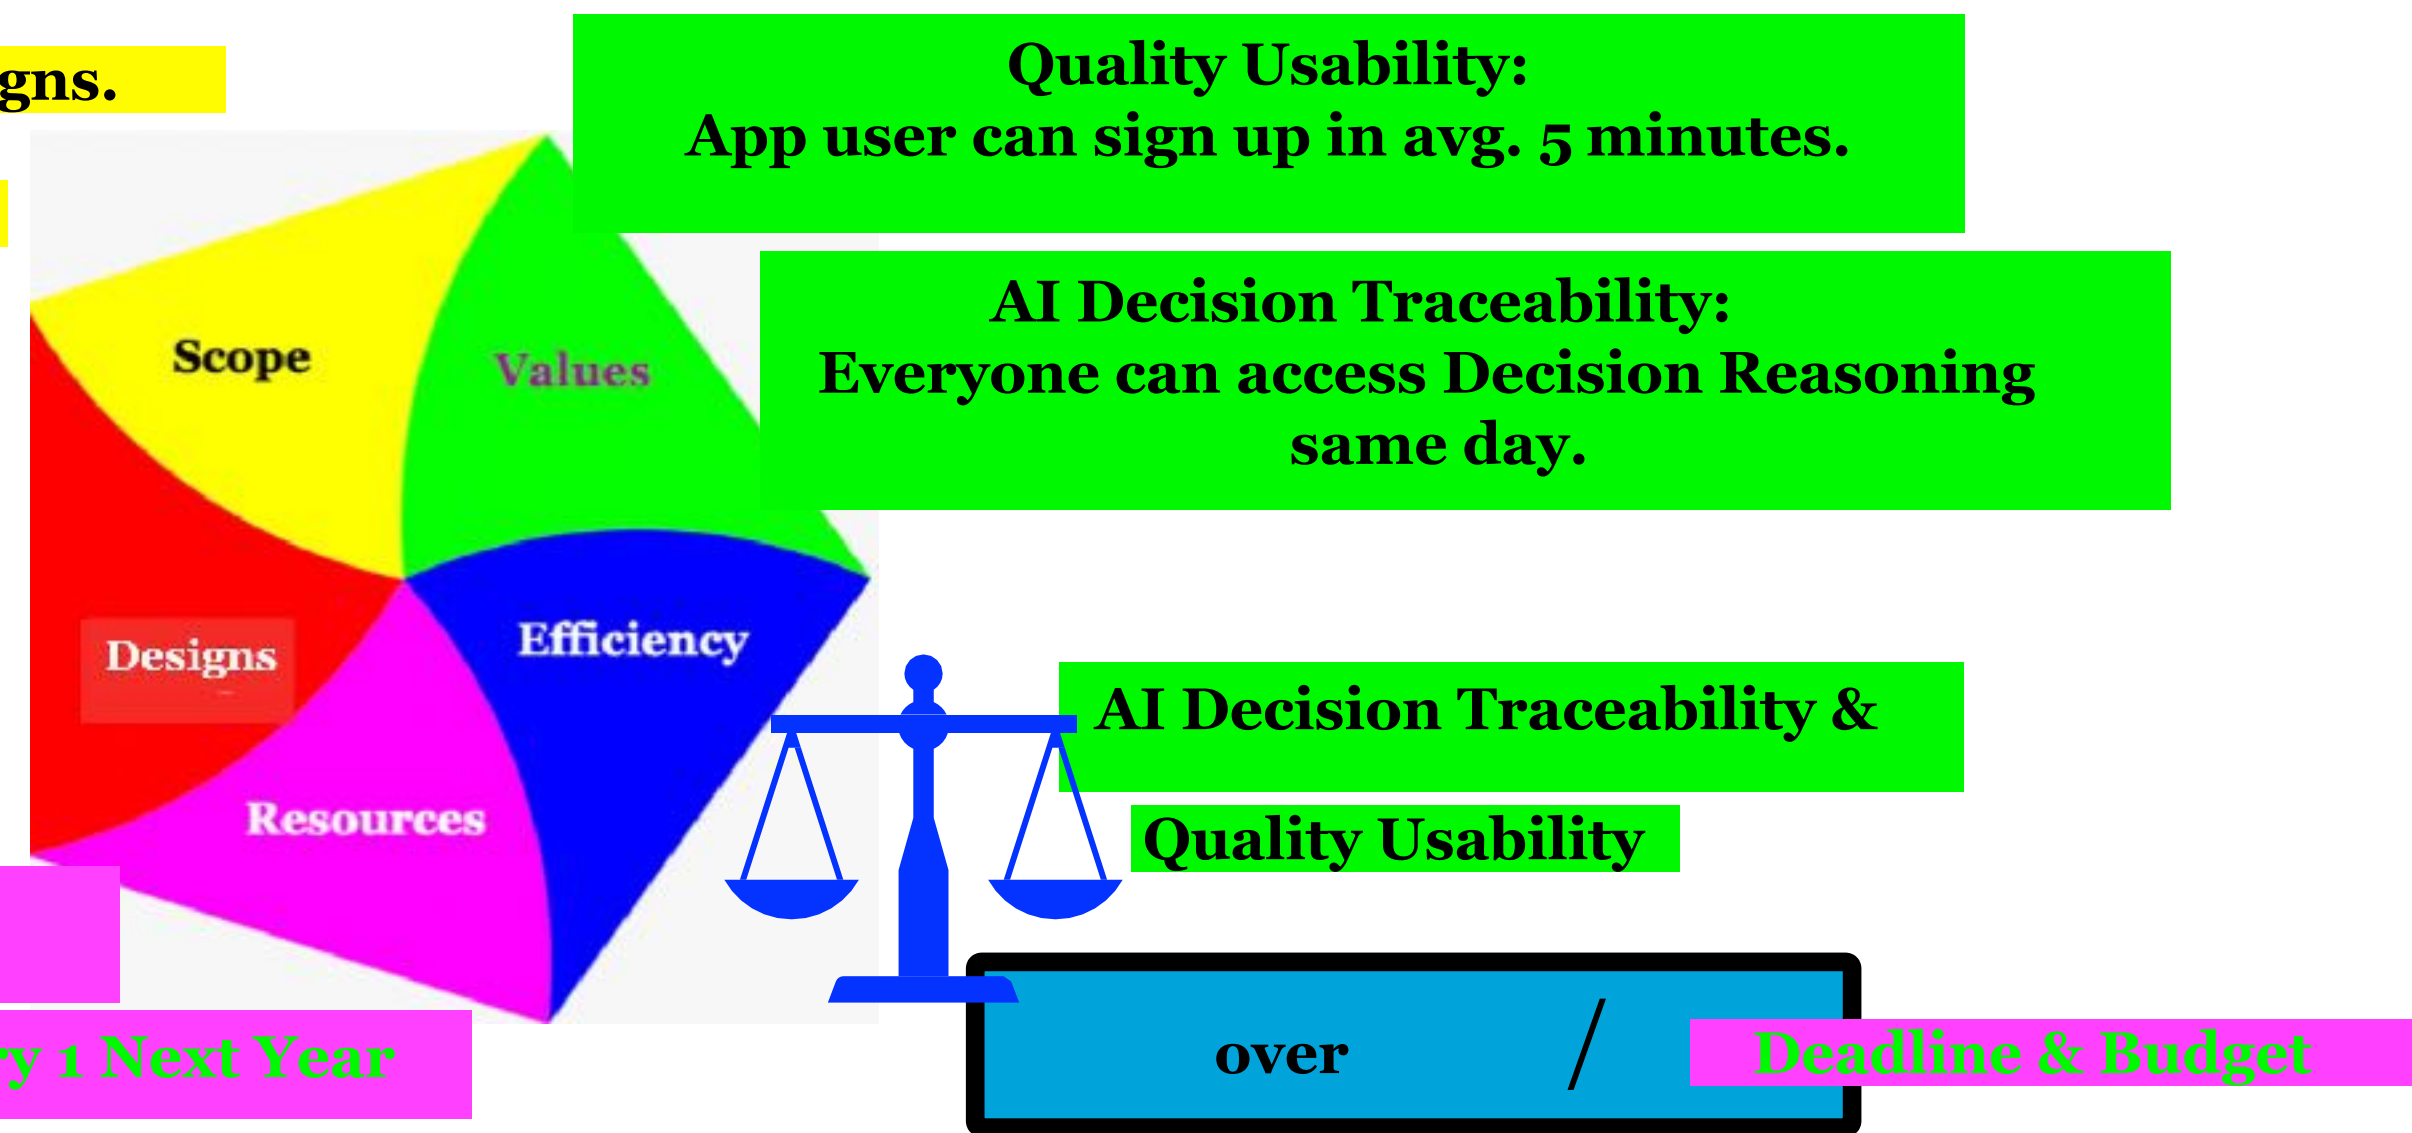 gns.
Quality Usability:
App user can sign up in avg. 5 minutes.
AI Decision Traceability:
Everyone can access Decision Reasoning
same day.
Scope
Values
Designs
Efficiency
Resources
AI Decision Traceability &
Quality Usability
ry 1 Next Year
over /
Deadline & Budget